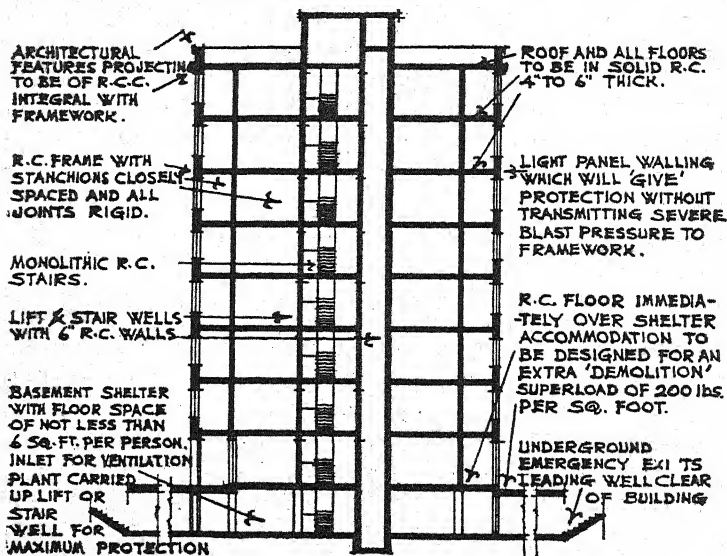 ARCHITECTURAL
FEATURES PROJECTING
TO BE OF R.C.C.
INTEGRAL WITH
FRAMEWORK.
R.C. FRAME WITH
STANCHIONS CLOSELY
SPACED AND ALL
JOINTS RIGID.
MONOLITHIC R.C.
STAIRS.
LIFT & STAIR WELLS
WITH 6" R.C. WALLS
BASEMENT SHELTER
WITH FLOOR SPACE
OF NOT LESS THAN
6 SQ. FT. PER PERSON.
INLET FOR VENTILATION
PLANT CARRIED
UP LIFT OR
STAIR
WELL FOR
MAXIMUM PROTECTION
ROOF AND ALL FLOORS
TO BE IN SOLID R.C.
4" TO 6" THICK.
LIGHT PANEL WALLING
WHICH WILL 'GIVE'
PROTECTION WITHOUT
TRANSMITTING SEVERE
BLAST PRESSURE TO
FRAMEWORK.
R.C. FLOOR IMMEDIA-
TELY OVER SHELTER
ACCOMMODATION TO
BE DESIGNED FOR AN
EXTRA 'DEMOLITION'
SUPERLOAD OF 200 lbs.
PER SQ. FOOT.
UNDERGROUND
EMERGENCY EXITS
LEADING WELL CLEAR
OF BUILDING